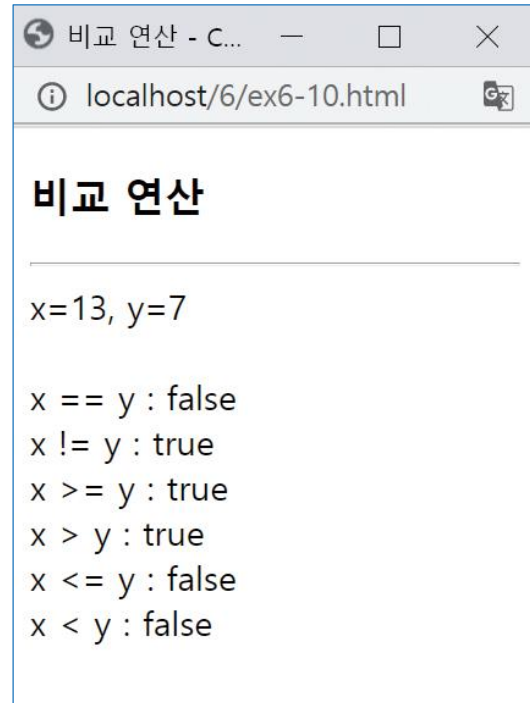 비교 연산 - C...
localhost/6/ex6-10.html
비교 연산
x=13, y=7
x == y : false
x != y : true
x >= y : true
x > y : true
x <= y : false
x < y : false